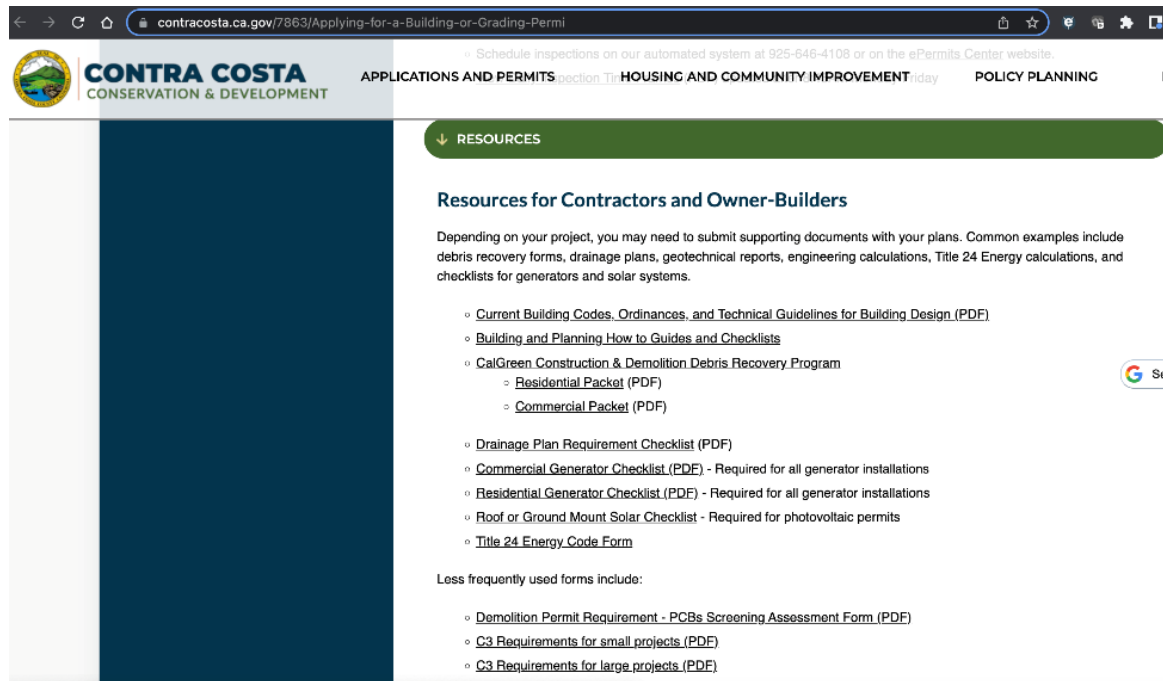 contracosta.ca.gov/7863/Applying-for-a-Building-or-Grading-Permi
Schedule inspections on our automated system at 925-646-4108 or on the ePermits Center website.
CONTRA COSTA
CONSERVATION & DEVELOPMENT
APPLICATIONS AND PERMITS
HOUSING AND COMMUNITY IMPROVEMENT
POLICY PLANNING
RESOURCES
Resources for Contractors and Owner-Builders
Depending on your project, you may need to submit supporting documents with your plans. Common examples include
debris recovery forms, drainage plans, geotechnical reports, engineering calculations, Title 24 Energy calculations, and
checklists for generators and solar systems.
Current Building Codes, Ordinances, and Technical Guidelines for Building Design (PDF)
Building and Planning How to Guides and Checklists
CalGreen Construction & Demolition Debris Recovery Program
Residential Packet (PDF)
Commercial Packet (PDF)
G Se
Drainage Plan Requirement Checklist (PDF)
Commercial Generator Checklist (PDF) - Required for all generator installations
Residential Generator Checklist (PDF) - Required for all generator installations
Roof or Ground Mount Solar Checklist - Required for photovoltaic permits
Title 24 Energy Code Form
Less frequently used forms include:
Demolition Permit Requirement - PCBs Screening Assessment Form (PDF)
C3 Requirements for small projects (PDF)
C3 Requirements for large projects (PDF)